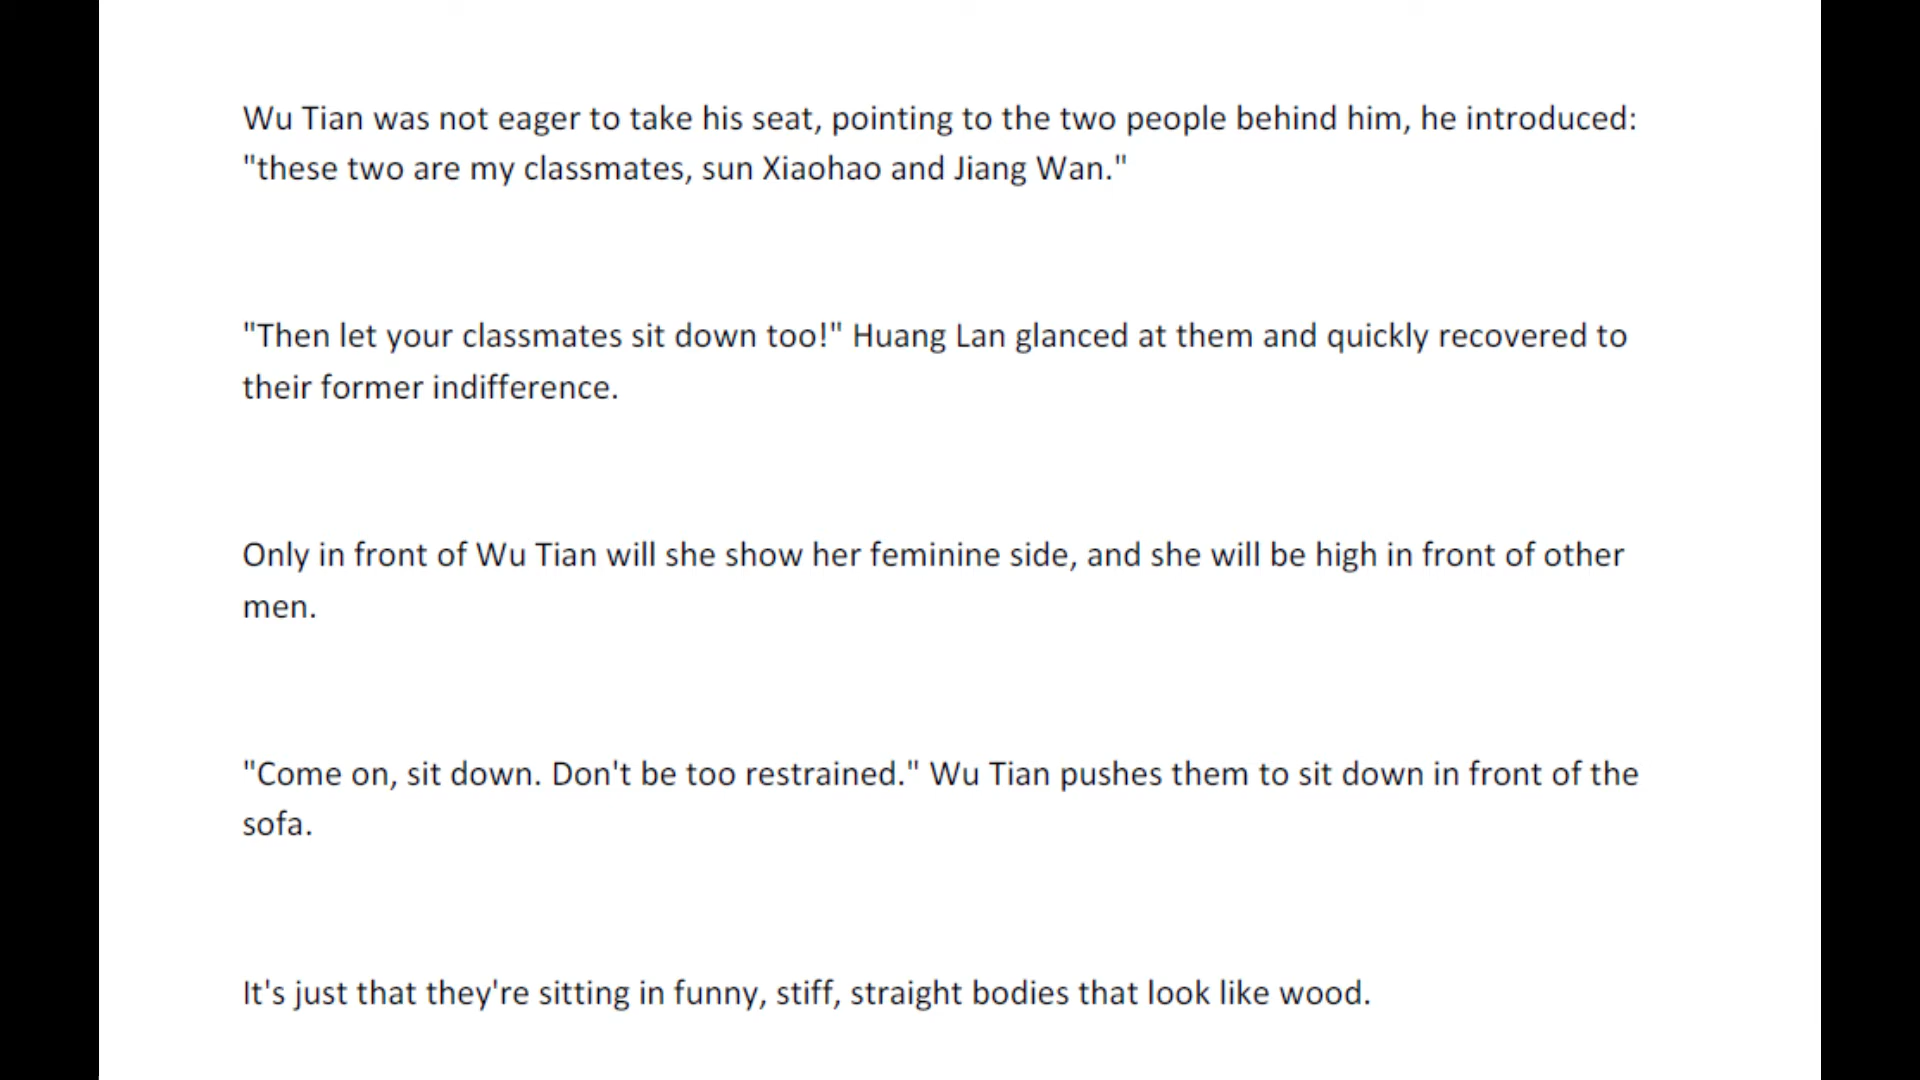 Wu Tian was not eager to take his seat, pointing to the two people behind him, he introduced:
"these two are my classmates, sun Xiaohao and Jiang Wan."
"Then let your classmates sit down too!" Huang Lan glanced at them and quickly recovered to
their former indifference.
Only in front of Wu Tian will she show her feminine side, and she will be high in front of other
men.
"Come on, sit down. Don't be too restrained." Wu Tian pushes them to sit down in front of the
sofa.
It's just that they're sitting in funny, stiff, straight bodies that look like wood.